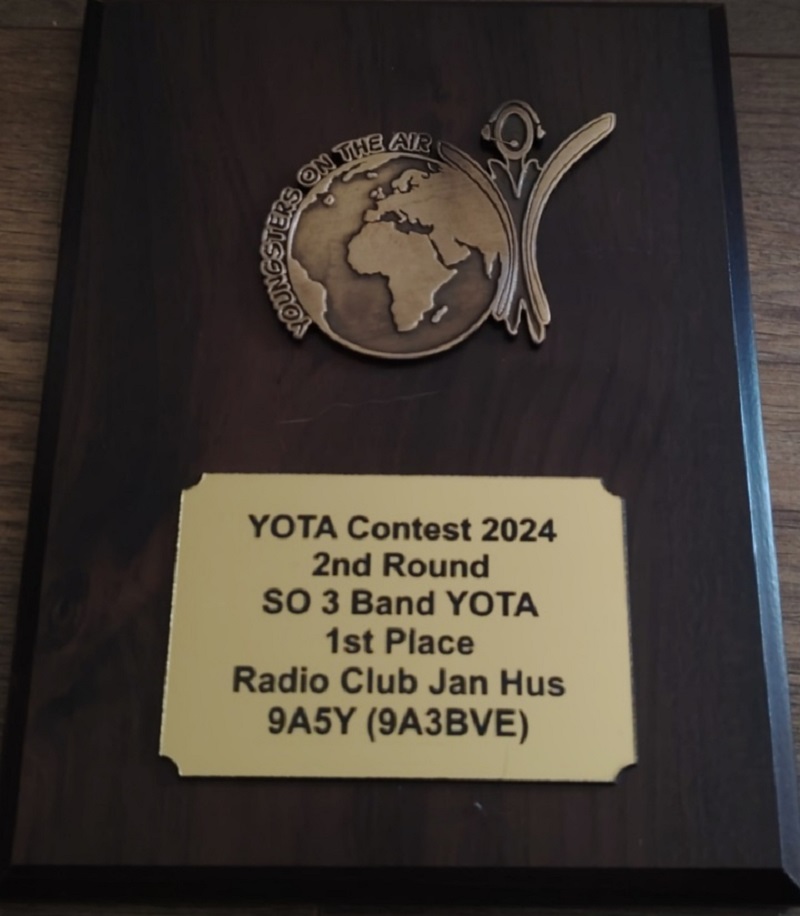 YOUNGSTERS ON THE AIR
YOTA Contest 2024
2nd Round
SO 3 Band YOTA
1st Place
Radio Club Jan Hus
9A5Y (9A3BVE)